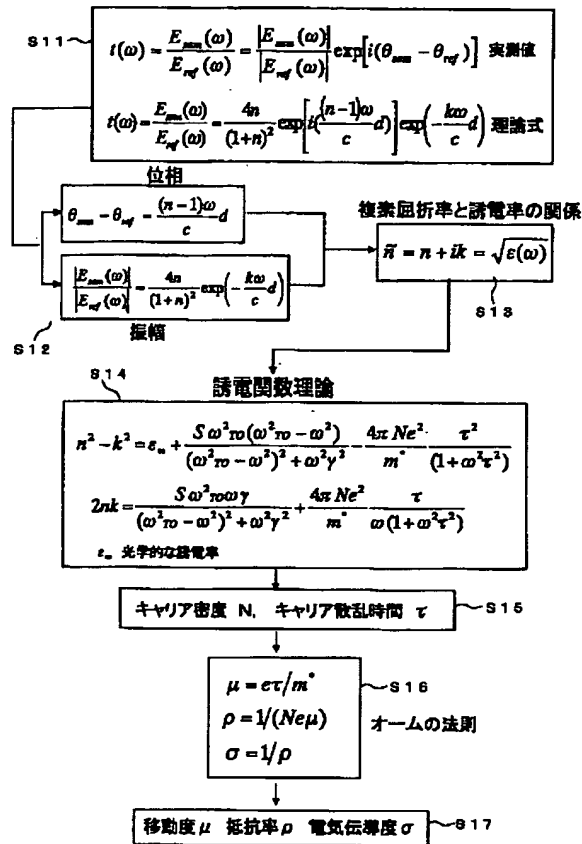 S11
t(ω) = E_sam(ω)/E_ref(ω) = |E_sam(ω)|/|E_ref(ω)| exp[i(θ_sam − θ_ref)] 実測値
t(ω) = E_sam(ω)/E_ref(ω) = 4n/(1+n)² exp[i((n−1)ω/c d)] exp(−kω/c d) 理論式
位相
θ_sam − θ_ref = (n−1)ω/c d
|E_sam(ω)|/|E_ref(ω)| = 4n/(1+n)² exp(−kω/c d)
振幅
S12
複素屈折率と誘電率の関係
ñ = n + ik = √ε(ω)
S13
S14
誘電関数理論
n² − k² = ε∞ + Sω²TO(ω²TO − ω²)/((ω²TO − ω²)² + ω²γ²) − 4πNe²/m* τ²/(1+ω²τ²)
2nk = Sω²TOωγ/((ω²TO − ω²)² + ω²γ²) + 4πNe²/m* τ/ω(1+ω²τ²)
ε∞ 光学的な誘電率
キャリア密度 N、 キャリア散乱時間 τ
S15
μ = eτ/m*
ρ = 1/(Neμ)
σ = 1/ρ
S16
オームの法則
移動度μ 抵抗率ρ 電気伝導度σ
S17